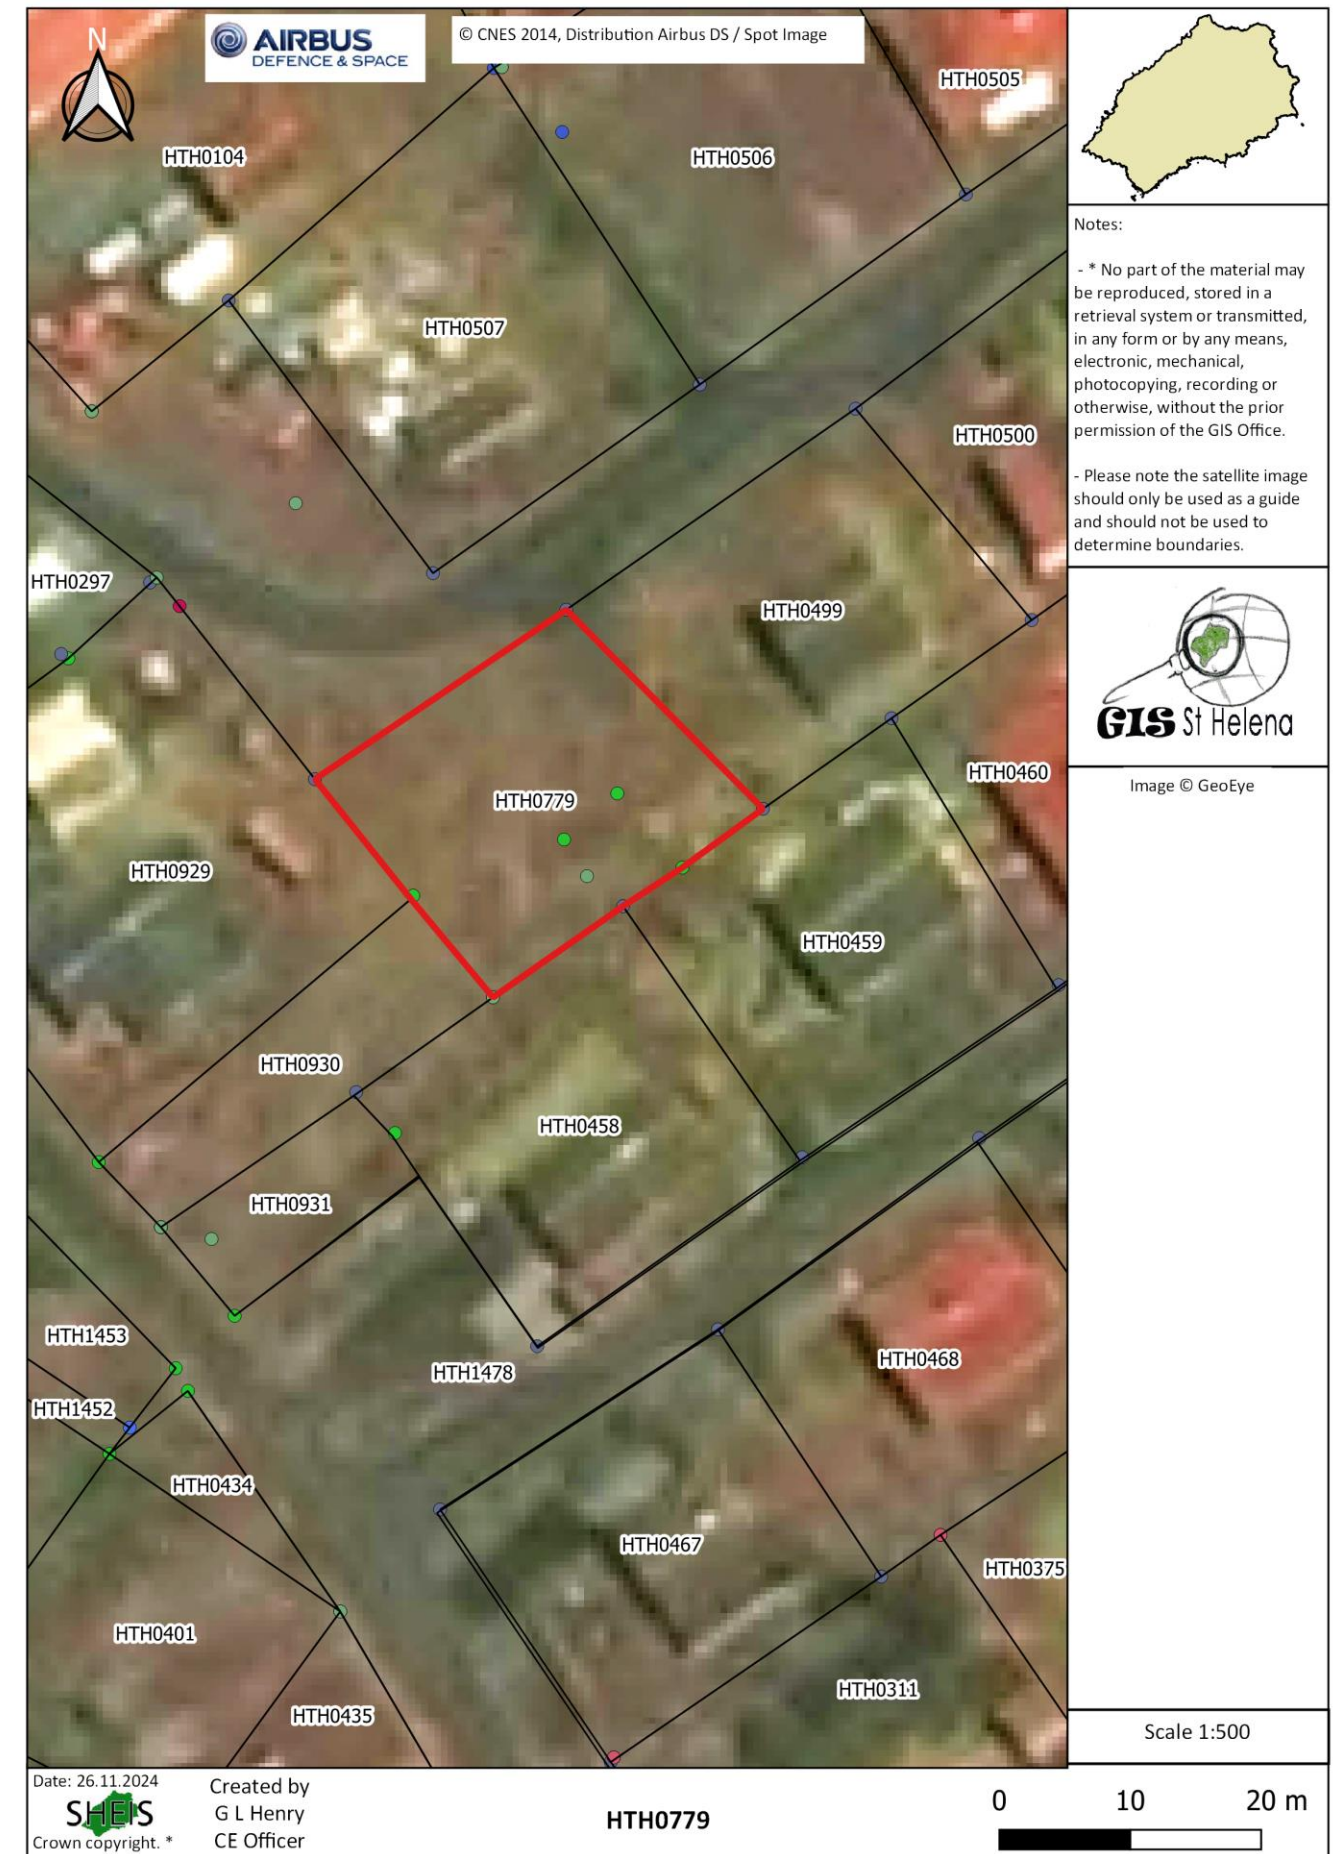 N
AIRBUS
DEFENCE & SPACE
© CNES 2014, Distribution Airbus DS / Spot Image
HTH0505
HTH0104
HTH0506
HTH0507
HTH0500
HTH0297
HTH0499
HTH0460
HTH0779
HTH0929
HTH0459
HTH0930
HTH0458
HTH0931
HTH1453
HTH1478
HTH0468
HTH1452
HTH0434
HTH0467
HTH0375
HTH0401
HTH0311
HTH0435
Notes:
- * No part of the material may
be reproduced, stored in a
retrieval system or transmitted,
in any form or by any means,
electronic, mechanical,
photocopying, recording or
otherwise, without the prior
permission of the GIS Office.
- Please note the satellite image
should only be used as a guide
and should not be used to
determine boundaries.
GIS St Helena
Image © GeoEye
Scale 1:500
Date: 26.11.2024
SHEIS
Crown copyright. *
Created by
G L Henry
CE Officer
HTH0779
0 10 20 m